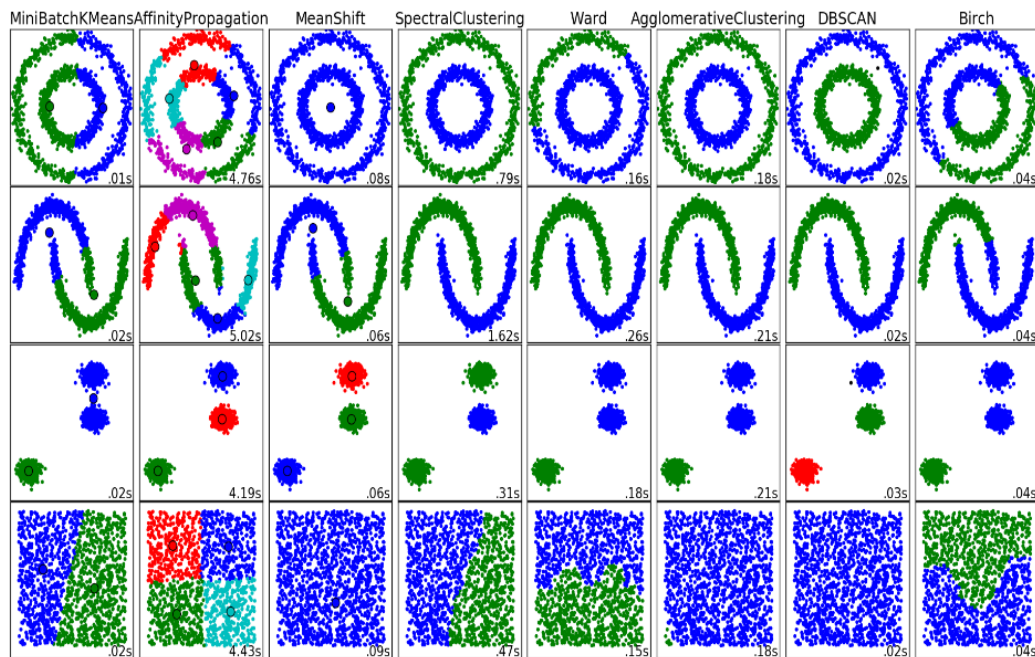 MiniBatchKMeans AffinityPropagation MeanShift SpectralClustering Ward AgglomerativeClustering DBSCAN Birch
.01s 4.76s .08s .79s .16s .18s .02s .04s
.02s 5.02s .06s 1.62s .26s .21s .02s .04s
.02s 4.19s .06s .31s .18s .21s .03s .04s
.02s 4.43s .09s .47s .15s .18s .02s .04s